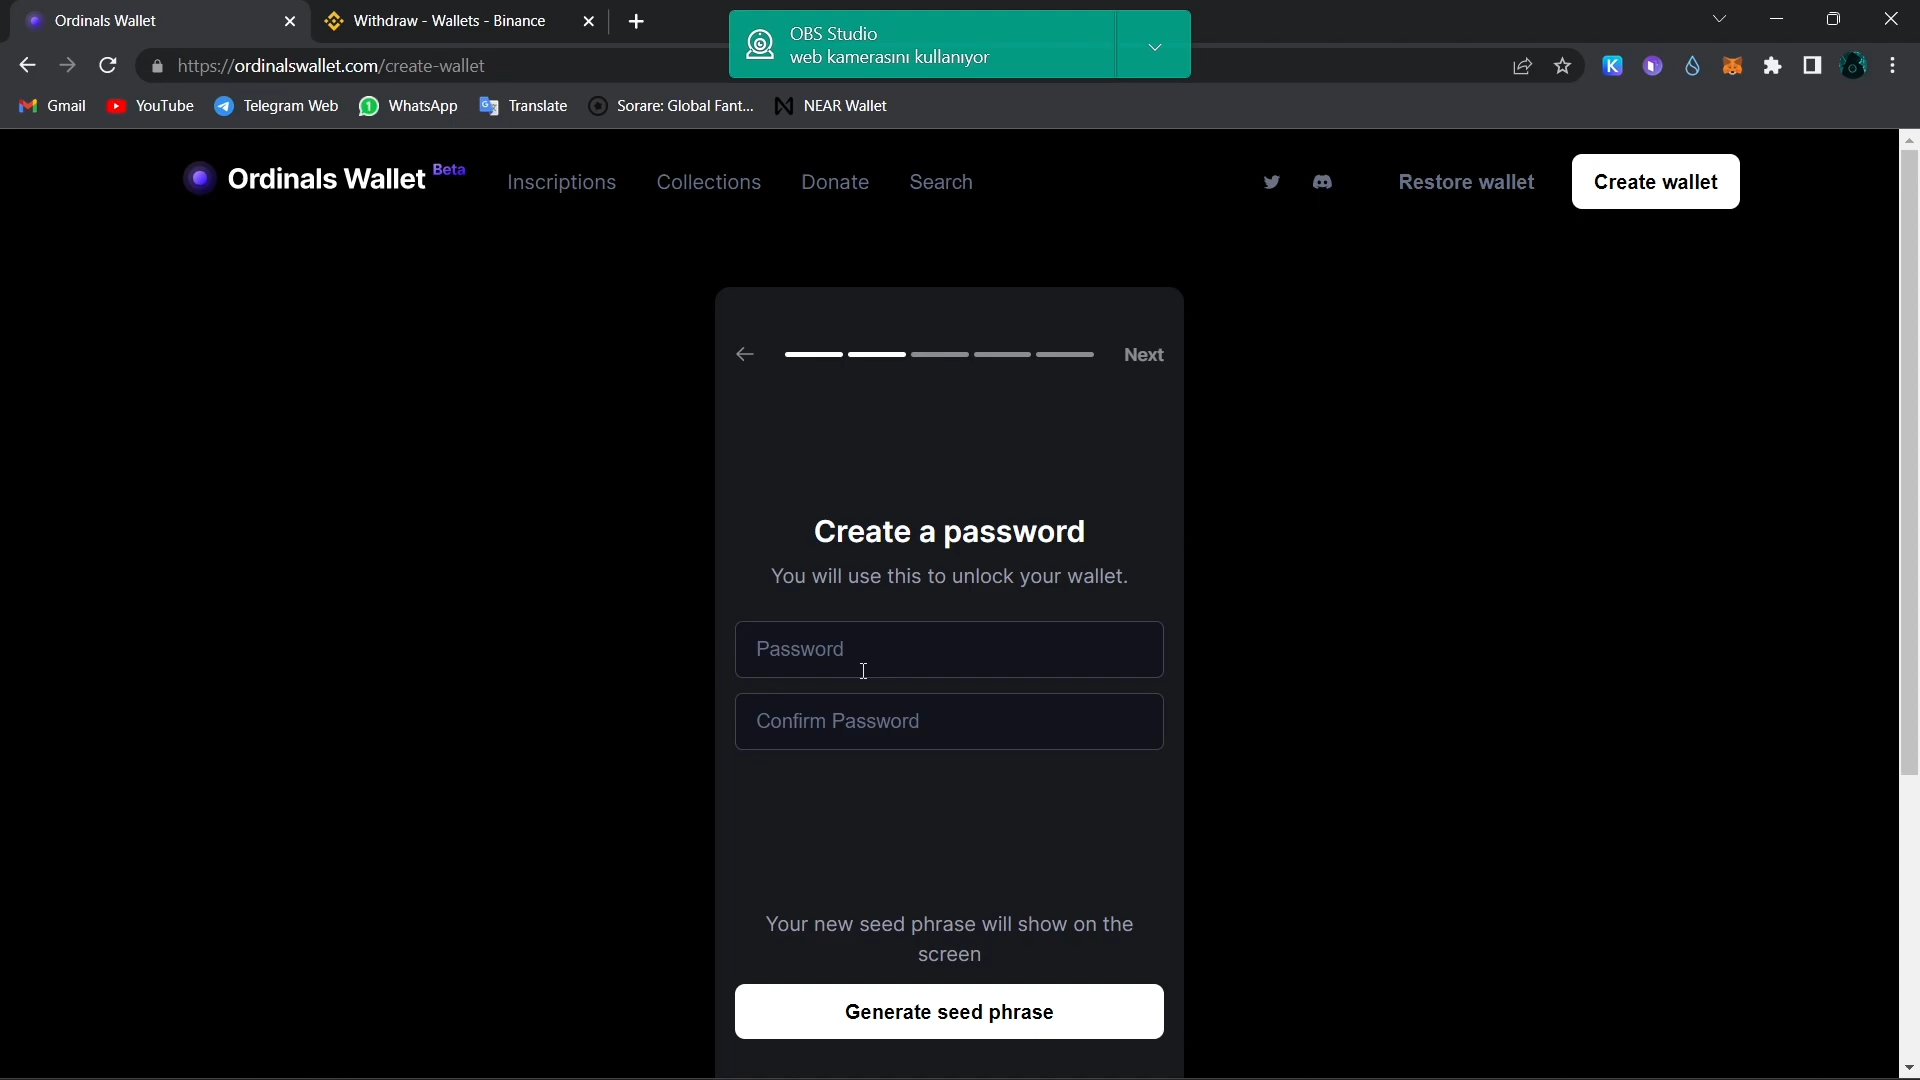 Ordinals Wallet
Withdraw - Wallets - Binance
OBS Studio
web kamerasını kullanıyor
https://ordinalswallet.com/create-wallet
Gmail
YouTube
Telegram Web
1 WhatsApp
Translate
Sorare: Global Fant...
NEAR Wallet
Ordinals Wallet Beta
Inscriptions
Collections
Donate
Search
Restore wallet
Create wallet
Next
Create a password
You will use this to unlock your wallet.
Password
Confirm Password
Your new seed phrase will show on the
screen
Generate seed phrase